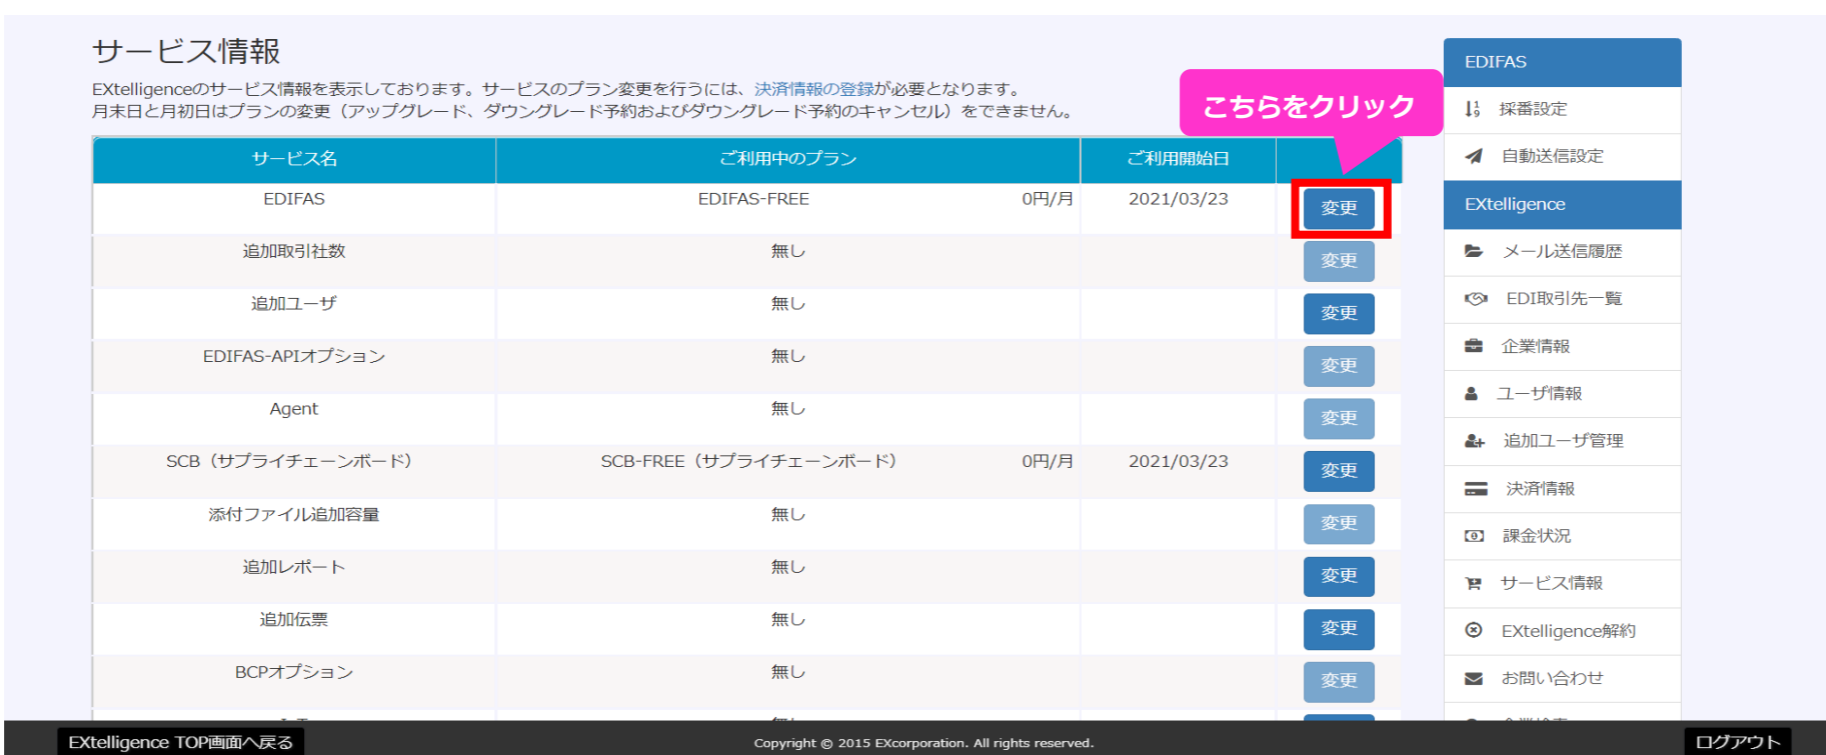 サービス情報
EXtelligenceのサービス情報を表示しております。サービスのプラン変更を行うには、決済情報の登録が必要となります。
月末日と月初日はプランの変更（アップグレード、ダウングレード予約およびダウングレード予約のキャンセル）をできません。
こちらをクリック
サービス名 ご利用中のプラン ご利用開始日
EDIFAS EDIFAS-FREE 0円/月 2021/03/23 変更
追加取引社数 無し 変更
追加ユーザ 無し 変更
EDIFAS-APIオプション 無し 変更
Agent 無し 変更
SCB（サプライチェーンボード） SCB-FREE（サプライチェーンボード） 0円/月 2021/03/23 変更
添付ファイル追加容量 無し 変更
追加レポート 無し 変更
追加伝票 無し 変更
BCPオプション 無し 変更
EDIFAS
採番設定
自動送信設定
EXtelligence
メール送信履歴
EDI取引先一覧
企業情報
ユーザ情報
追加ユーザ管理
決済情報
課金状況
サービス情報
EXtelligence解約
お問い合わせ
EXtelligence TOP画面へ戻る
Copyright © 2015 EXcorporation. All rights reserved.
ログアウト